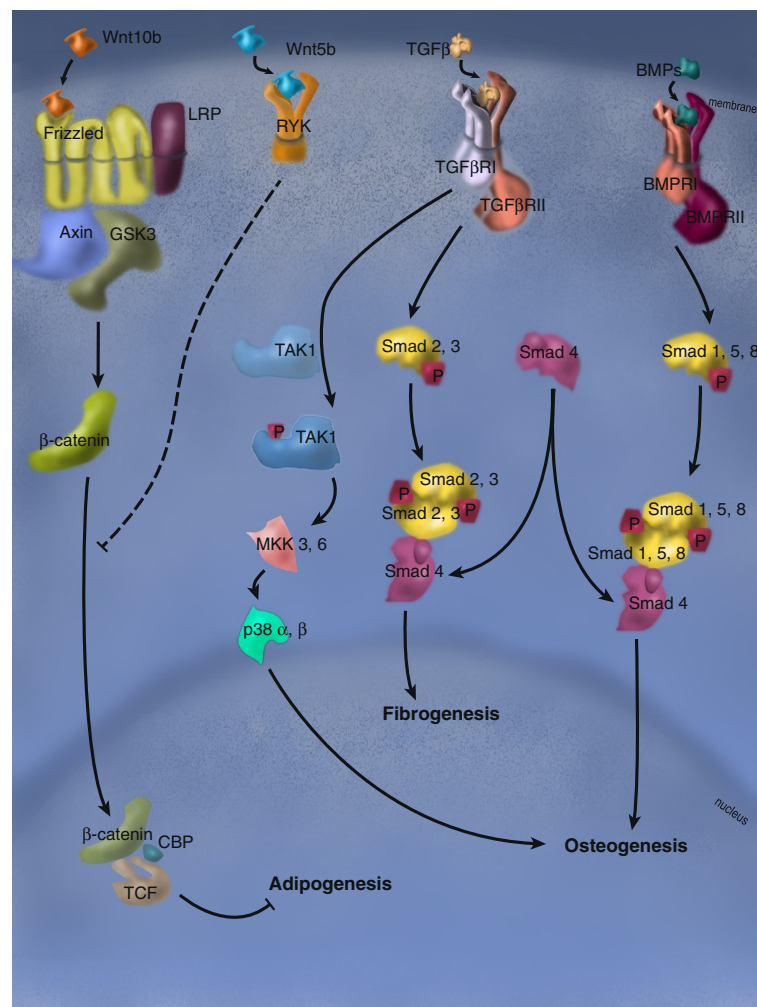 Wnt10b
Wnt5b
TGFβ
BMPs
membrane
LRP
Frizzled
RYK
TGFβRI
BMPRI
TGFβRII
BMPRII
Axin
GSK3
TAK1
Smad 2, 3
P
Smad 4
Smad 1, 5, 8
P
β-catenin
P
TAK1
Smad 2, 3
P
P
Smad 2, 3
Smad 1, 5, 8
P
P
Smad 1, 5, 8
MKK 3, 6
Smad 4
Smad 4
p38 α, β
Fibrogenesis
nucleus
β-catenin
CBP
TCF
Osteogenesis
Adipogenesis